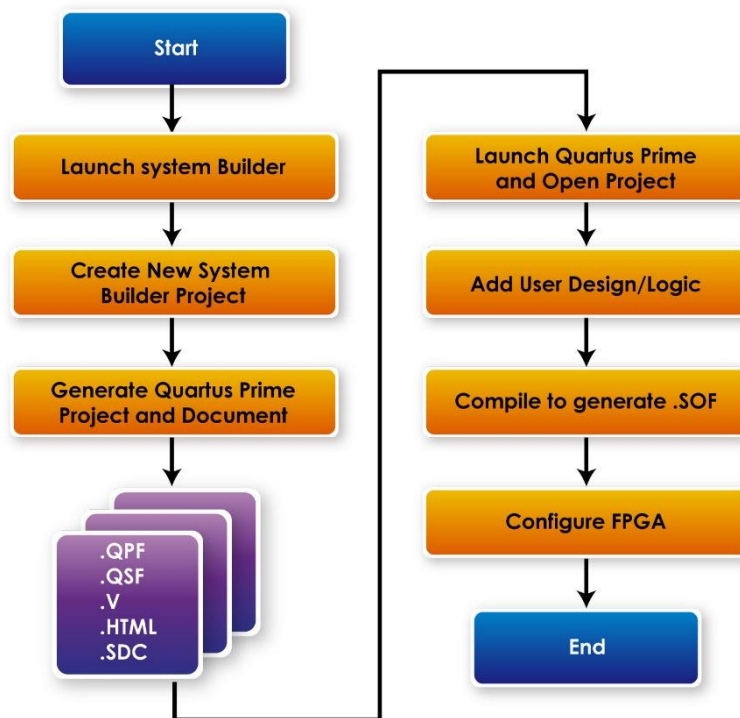 Start
Launch system Builder
Create New System
Builder Project
Generate Quartus Prime
Project and Document
.QPF
.QSF
.V
.HTML
.SDC
Launch Quartus Prime
and Open Project
Add User Design/Logic
Compile to generate .SOF
Configure FPGA
End